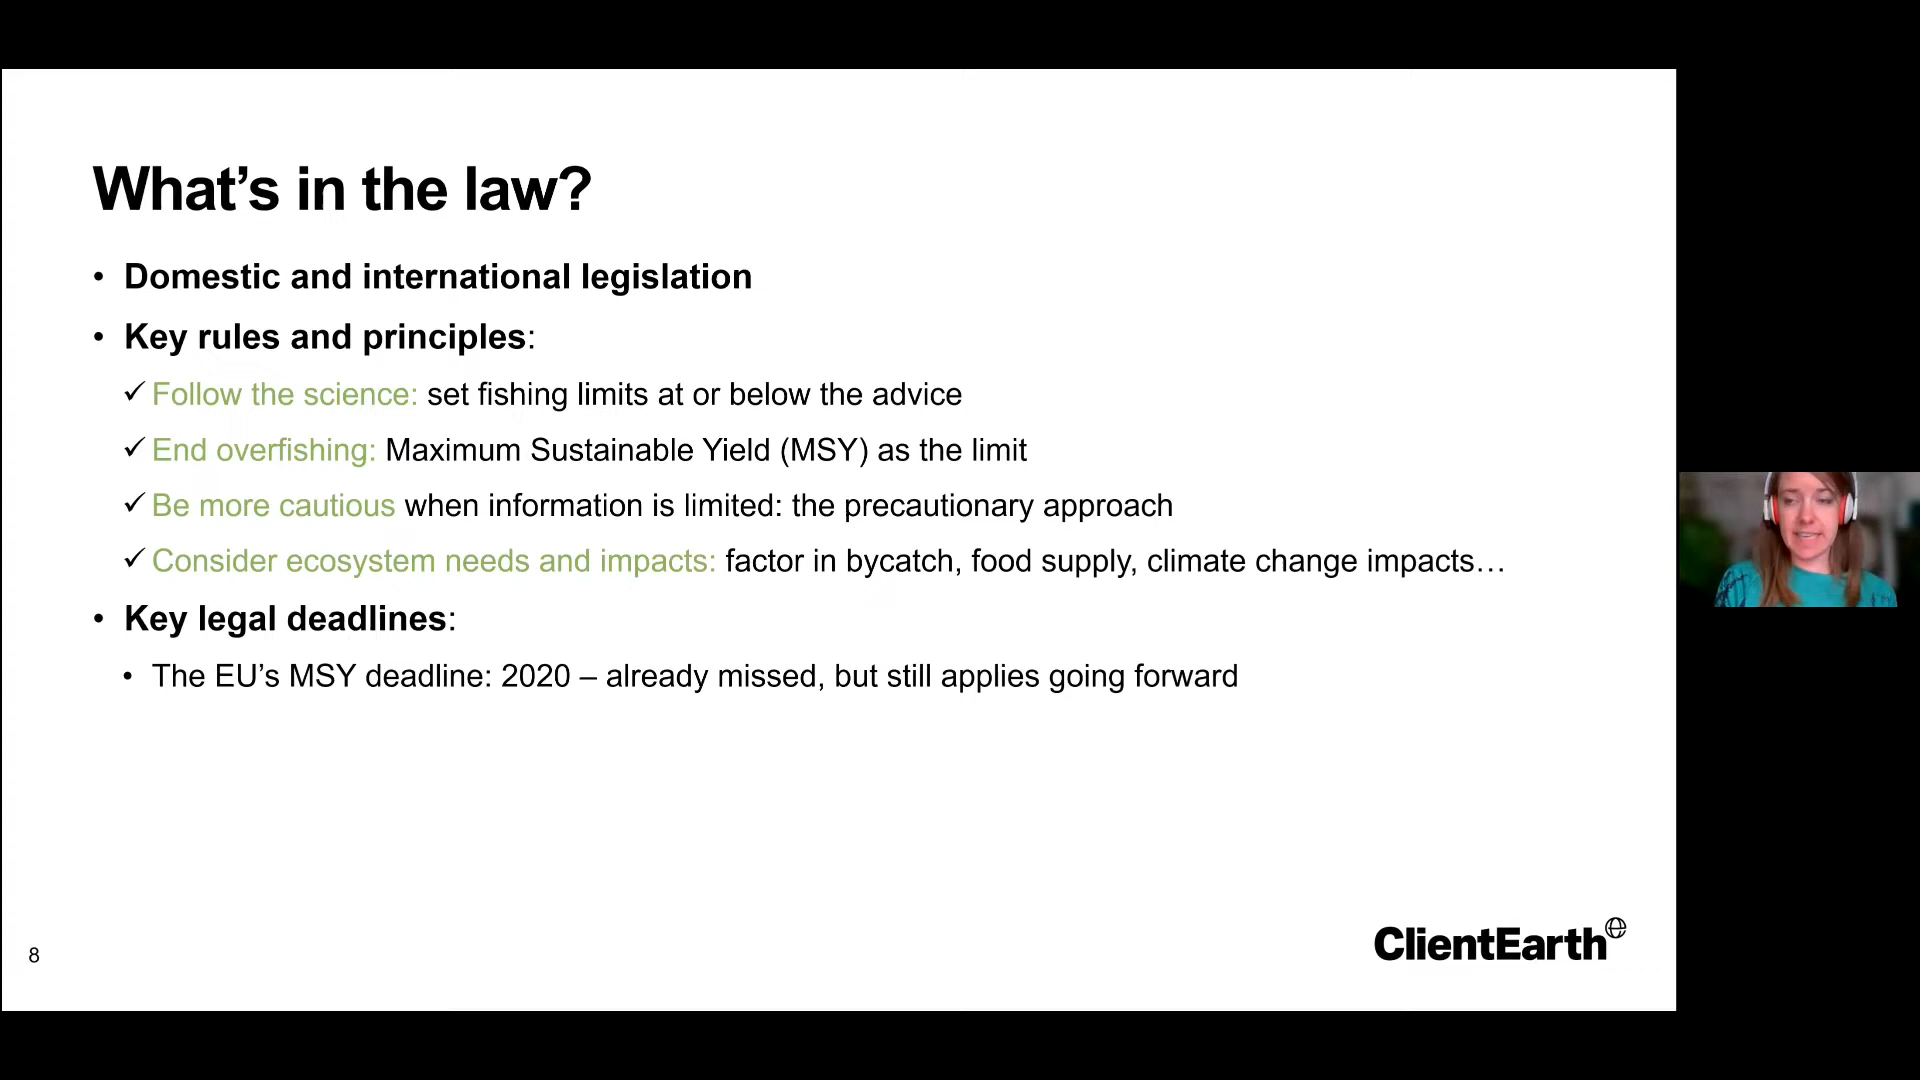 What’s in the law?
• Domestic and international legislation
• Key rules and principles:
✓ Follow the science: set fishing limits at or below the advice
✓ End overfishing: Maximum Sustainable Yield (MSY) as the limit
✓ Be more cautious when information is limited: the precautionary approach
✓ Consider ecosystem needs and impacts: factor in bycatch, food supply, climate change impacts…
• Key legal deadlines:
• The EU’s MSY deadline: 2020 – already missed, but still applies going forward
8
ClientEarth